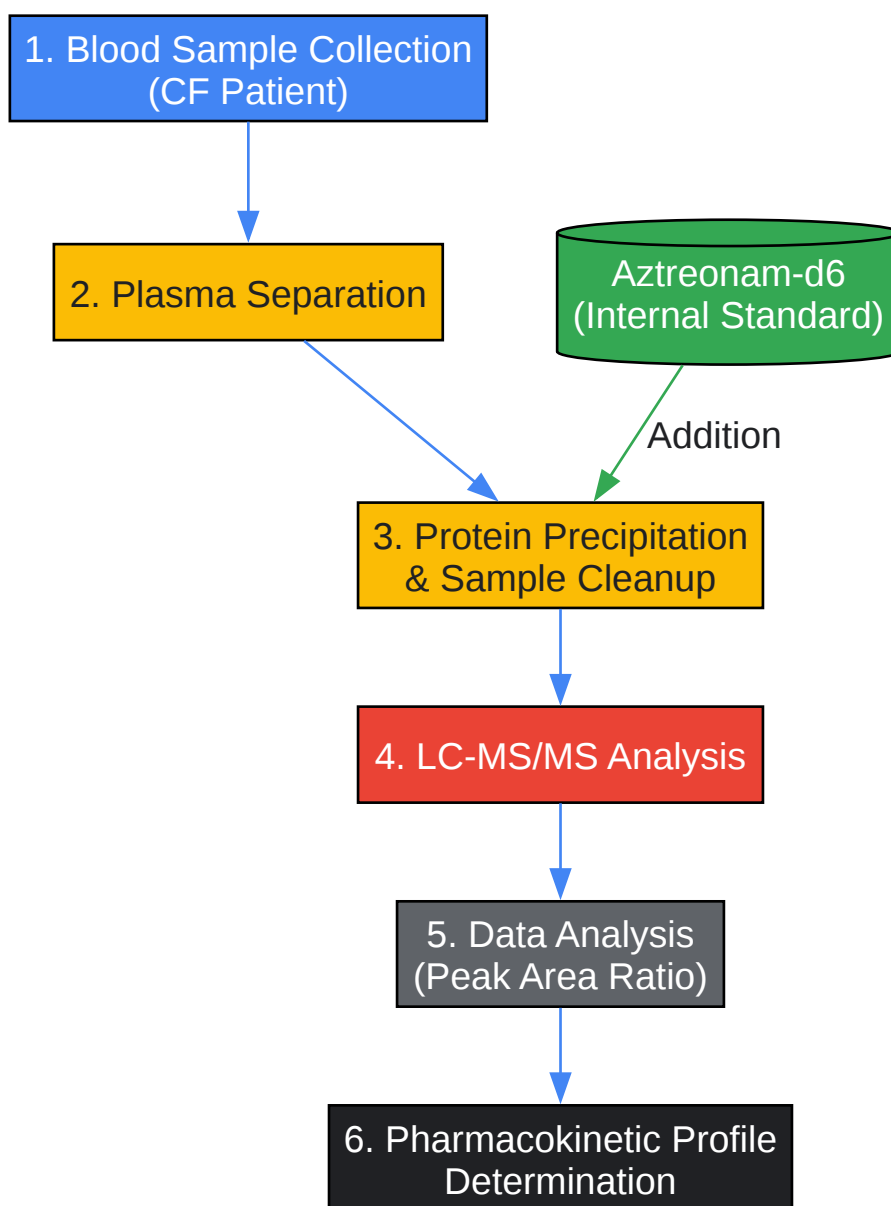 1. Blood Sample Collection
(CF Patient)
2. Plasma Separation
Aztreonam-d6
(Internal Standard)
Addition
3. Protein Precipitation
& Sample Cleanup
4. LC-MS/MS Analysis
5. Data Analysis
(Peak Area Ratio)
6. Pharmacokinetic Profile
Determination